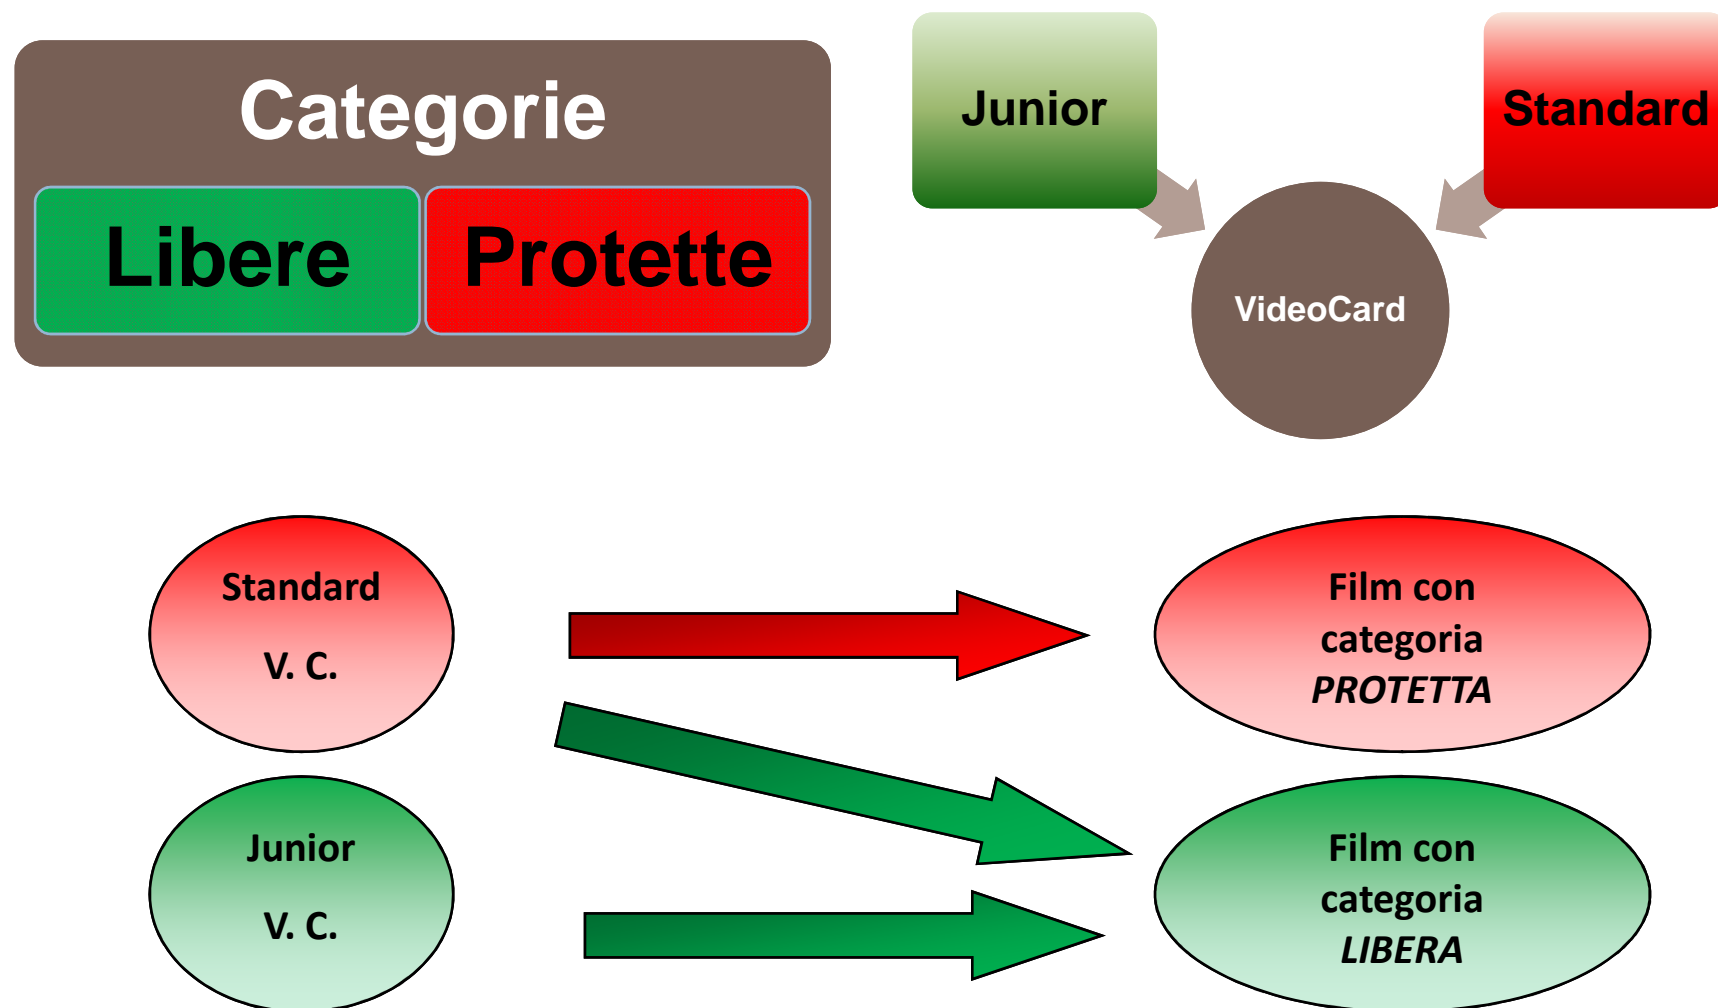 Categorie
Libere
Protette
Junior
Standard
VideoCard
Standard
V. C.
Film con
categoria
PROTETTA
Junior
V. C.
Film con
categoria
LIBERA